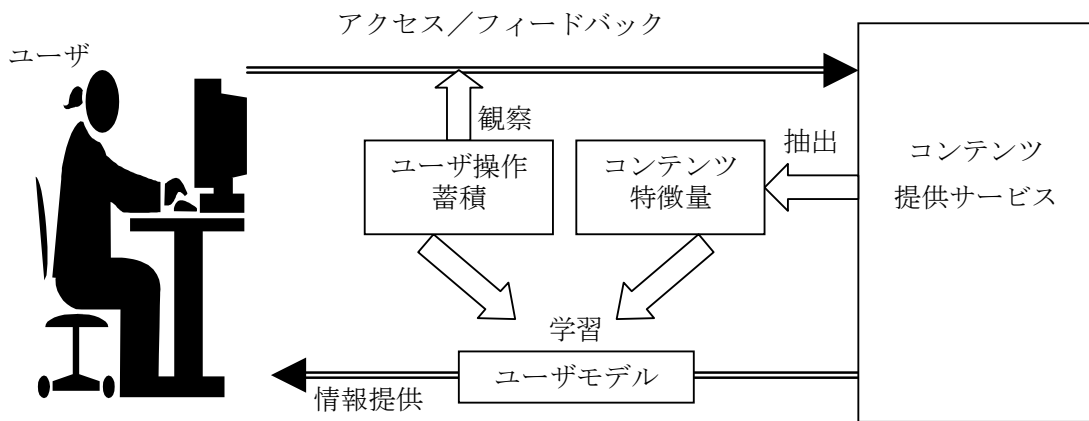 アクセス／フィードバック
ユーザ
観察
ユーザ操作
蓄積
コンテンツ
特徴量
抽出
コンテンツ
提供サービス
学習
ユーザモデル
情報提供